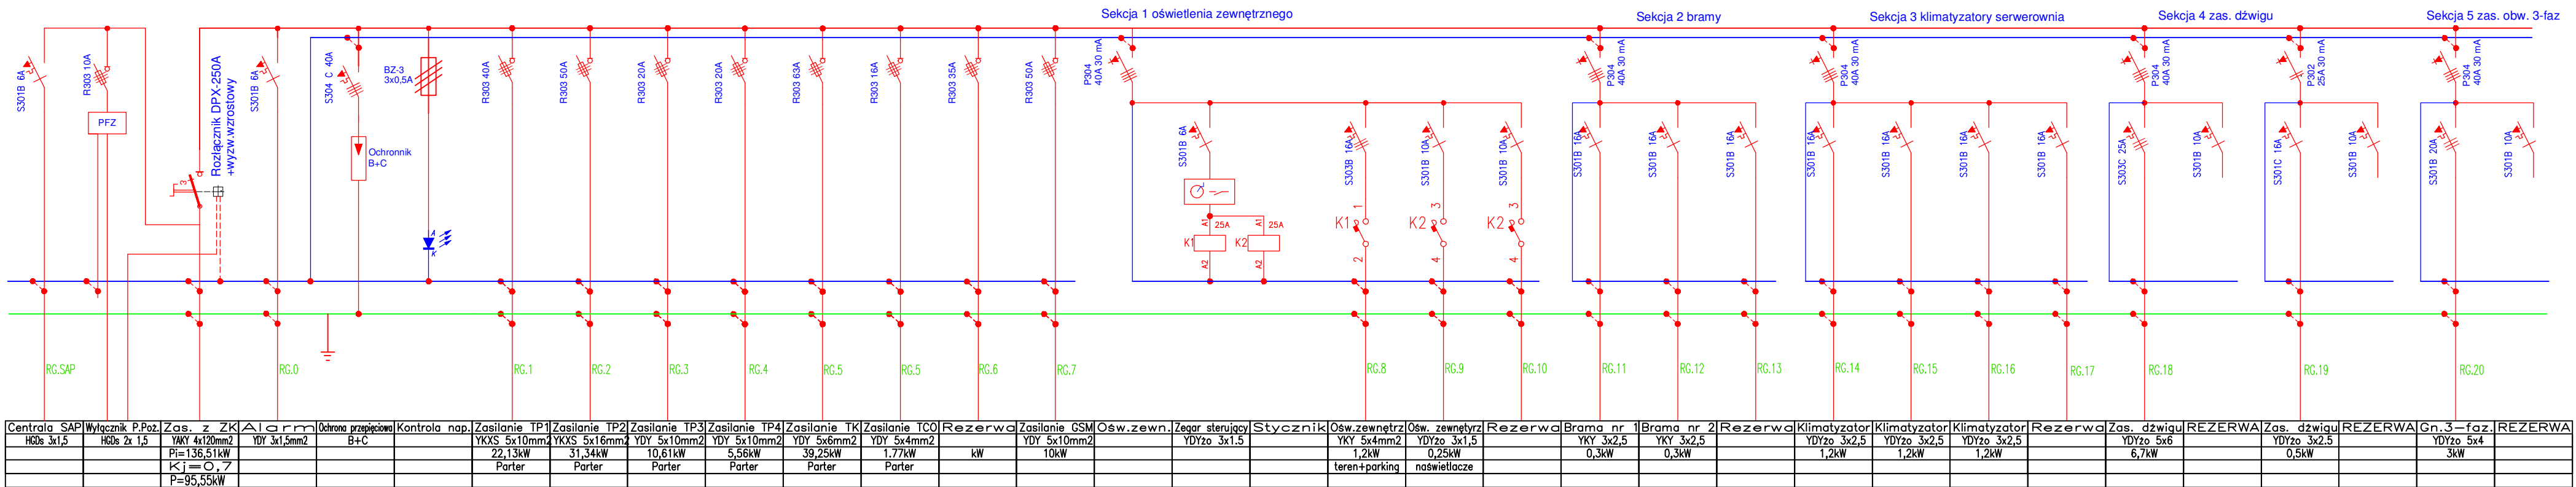 Sekcja 1 oświetlenia zewnętrznego
Sekcja 2 bramy
Sekcja 3 klimatyzatory serwerownia
Sekcja 4 zas. dźwigu
Sekcja 5 zas. obw. 3-faz
S301B 6A
R303 10A
PFZ
Rozłącznik DPX-250A
+wyzw.wzrostowy
3
S301B 6A
S304 C 40A
Ochronnik
B+C
BZ-3
3x0,5A
A
K
R303 40A
R303 50A
R303 20A
R303 20A
R303 63A
R303 16A
R303 35A
R303 50A
P304
40A 30 mA
S301B 6A
A1
25A
K1
A2
A1
25A
K2
A2
S303B 16A
K1
1
2
S301B 10A
K2
3
4
S301B 10A
K2
3
4
P304
40A 30 mA
S301B 16A
S301B 16A
S301B 16A
P304
40A 30 mA
S301B 16A
S301B 16A
S301B 16A
S301B 16A
P304
40A 30 mA
S303C 25A
S301B 10A
P302
25A 30 mA
S301C 16A
S301B 10A
P304
40A 30 mA
S301B 20A
S301B 10A
RG.SAP
RG.0
RG.1
RG.2
RG.3
RG.4
RG.5
RG.5
RG.6
RG.7
RG.8
RG.9
RG.10
RG.11
RG.12
RG.13
RG.14
RG.15
RG.16
RG.17
RG.18
RG.19
RG.20
Centrala SAP Wyłącznik P.Poz. Zas. z ZK Alarm Ochrona przepięciowa Kontrola nap. Zasilanie TP1 Zasilanie TP2 Zasilanie TP3 Zasilanie TP4 Zasilanie TK Zasilanie TCO Rezerwa Zasilanie GSM Ośw.zewn. Zegar sterujący Stycznik Ośw.zewnętrz Ośw. zewnętyrz Rezerwa Brama nr 1 Brama nr 2 Rezerwa Klimatyzator Klimatyzator Klimatyzator Rezerwa Zas. dźwigu REZERWA Zas. dźwigu REZERWA Gn.3-faz. REZERWA
HGDs 3x1,5 HGDs 2x 1,5 YAKY 4x120mm2 YDY 3x1,5mm2 B+C YKXS 5x10mm2 YKXS 5x16mm2 YDY 5x10mm2 YDY 5x10mm2 YDY 5x6mm2 YDY 5x4mm2 YDY 5x10mm2 YDYżo 3x1.5 YKY 5x4mm2 YDYżo 3x1,5 YKY 3x2,5 YKY 3x2,5 YDYżo 3x2,5 YDYżo 3x2,5 YDYżo 3x2,5 YDYżo 5x6 YDYżo 3x2.5 YDYżo 5x4
Pi=136,51kW 22,13kW 31,34kW 10,61kW 5,56kW 39,25kW 1.77kW kW 10kW 1,2kW 0,25kW 0,3kW 0,3kW 1,2kW 1,2kW 1,2kW 6,7kW 0,5kW 3kW
Kj=0,7 Parter Parter Parter Parter Parter Parter teren+parking naświetlacze
P=95,55kW